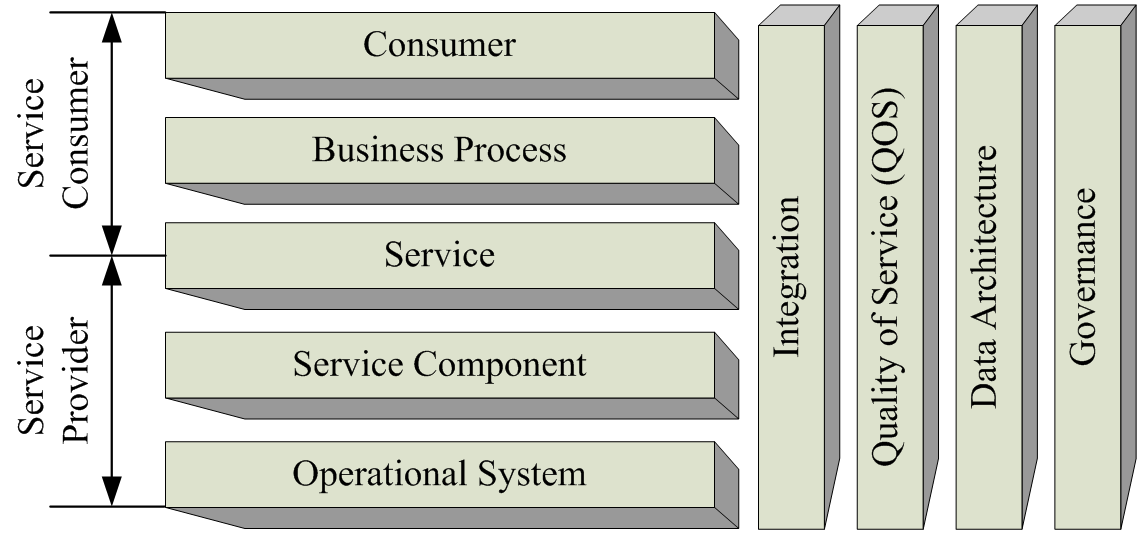 Service
Consumer
Service
Provider
Consumer
Business Process
Service
Service Component
Operational System
Integration
Quality of Service (QOS)
Data Architecture
Governance